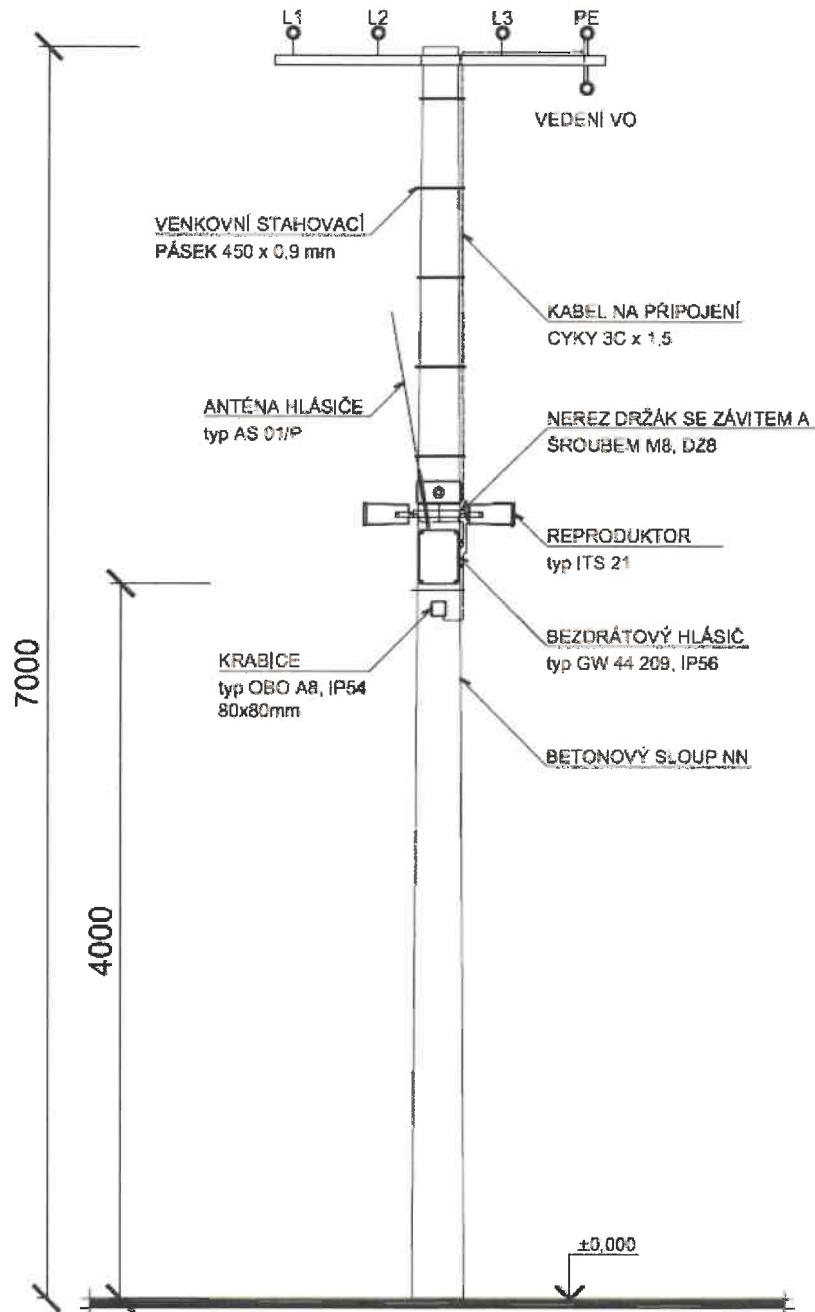 L1 L2 L3 PE
VEDENÍ VO
VENKOVNÍ STAHOVACÍ
PÁSEK 450 x 0,9 mm
KABEL NA PŘIPOJENÍ
CYKY 3C x 1,5
ANTÉNA HLÁSIČE
typ AS 01/P
NEREZ DRŽÁK SE ZÁVITEM A
ŠROUBEM M8, DZ8
REPRODUKTOR
typ ITS 21
BEZDRÁTOVÝ HLÁSIČ
typ GW 44 209, IP56
KRABICE
typ OBO A8, IP54
80x80mm
BETONOVÝ SLOUP NN
7000
4000
±0,000